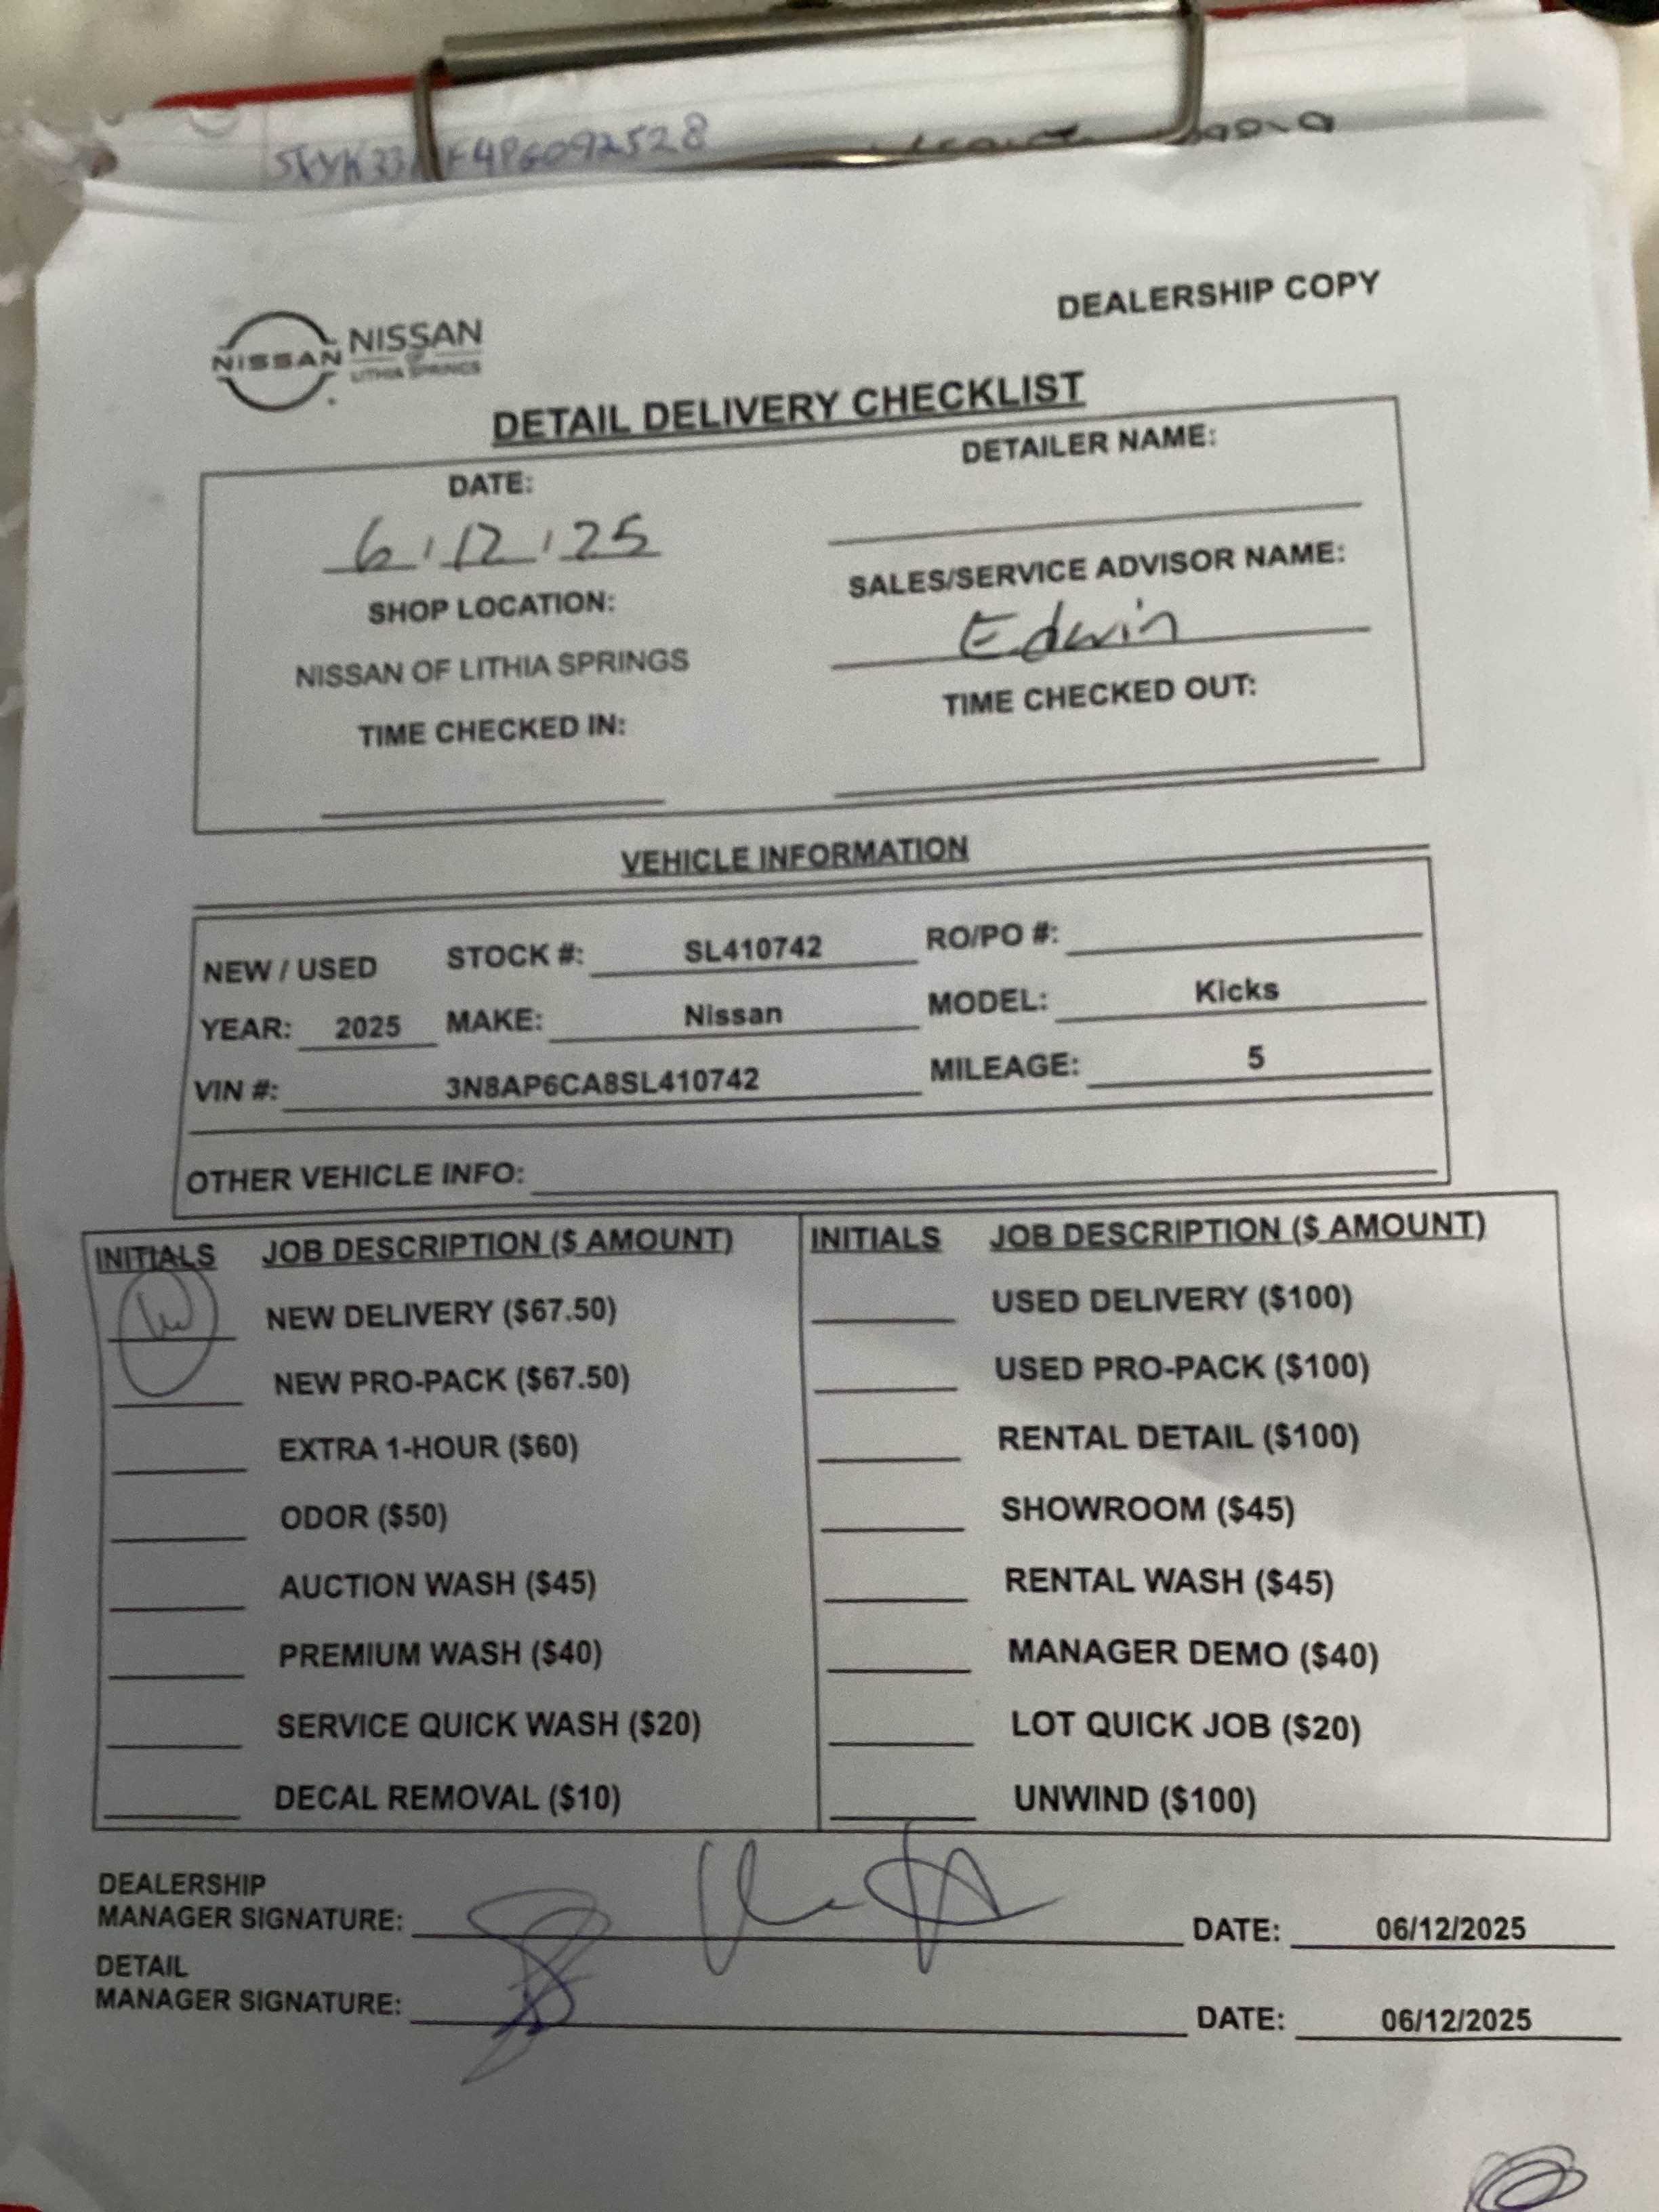 DEALERSHIP COPY
NISSAN NISSAN
OF
LITHIA SPRINGS
DETAIL DELIVERY CHECKLIST
DATE: DETAILER NAME:
6/12/25
SHOP LOCATION: SALES/SERVICE ADVISOR NAME:
NISSAN OF LITHIA SPRINGS Edwin
TIME CHECKED IN: TIME CHECKED OUT:
VEHICLE INFORMATION
NEW / USED STOCK #: SL410742 RO/PO #:
YEAR: 2025 MAKE: Nissan MODEL: Kicks
VIN #: 3N8AP6CA8SL410742 MILEAGE: 5
OTHER VEHICLE INFO:
INITIALS JOB DESCRIPTION ($ AMOUNT) INITIALS JOB DESCRIPTION ($ AMOUNT)
NEW DELIVERY ($67.50) USED DELIVERY ($100)
NEW PRO-PACK ($67.50) USED PRO-PACK ($100)
EXTRA 1-HOUR ($60) RENTAL DETAIL ($100)
ODOR ($50) SHOWROOM ($45)
AUCTION WASH ($45) RENTAL WASH ($45)
PREMIUM WASH ($40) MANAGER DEMO ($40)
SERVICE QUICK WASH ($20) LOT QUICK JOB ($20)
DECAL REMOVAL ($10) UNWIND ($100)
DEALERSHIP
MANAGER SIGNATURE: DATE: 06/12/2025
DETAIL
MANAGER SIGNATURE: DATE: 06/12/2025